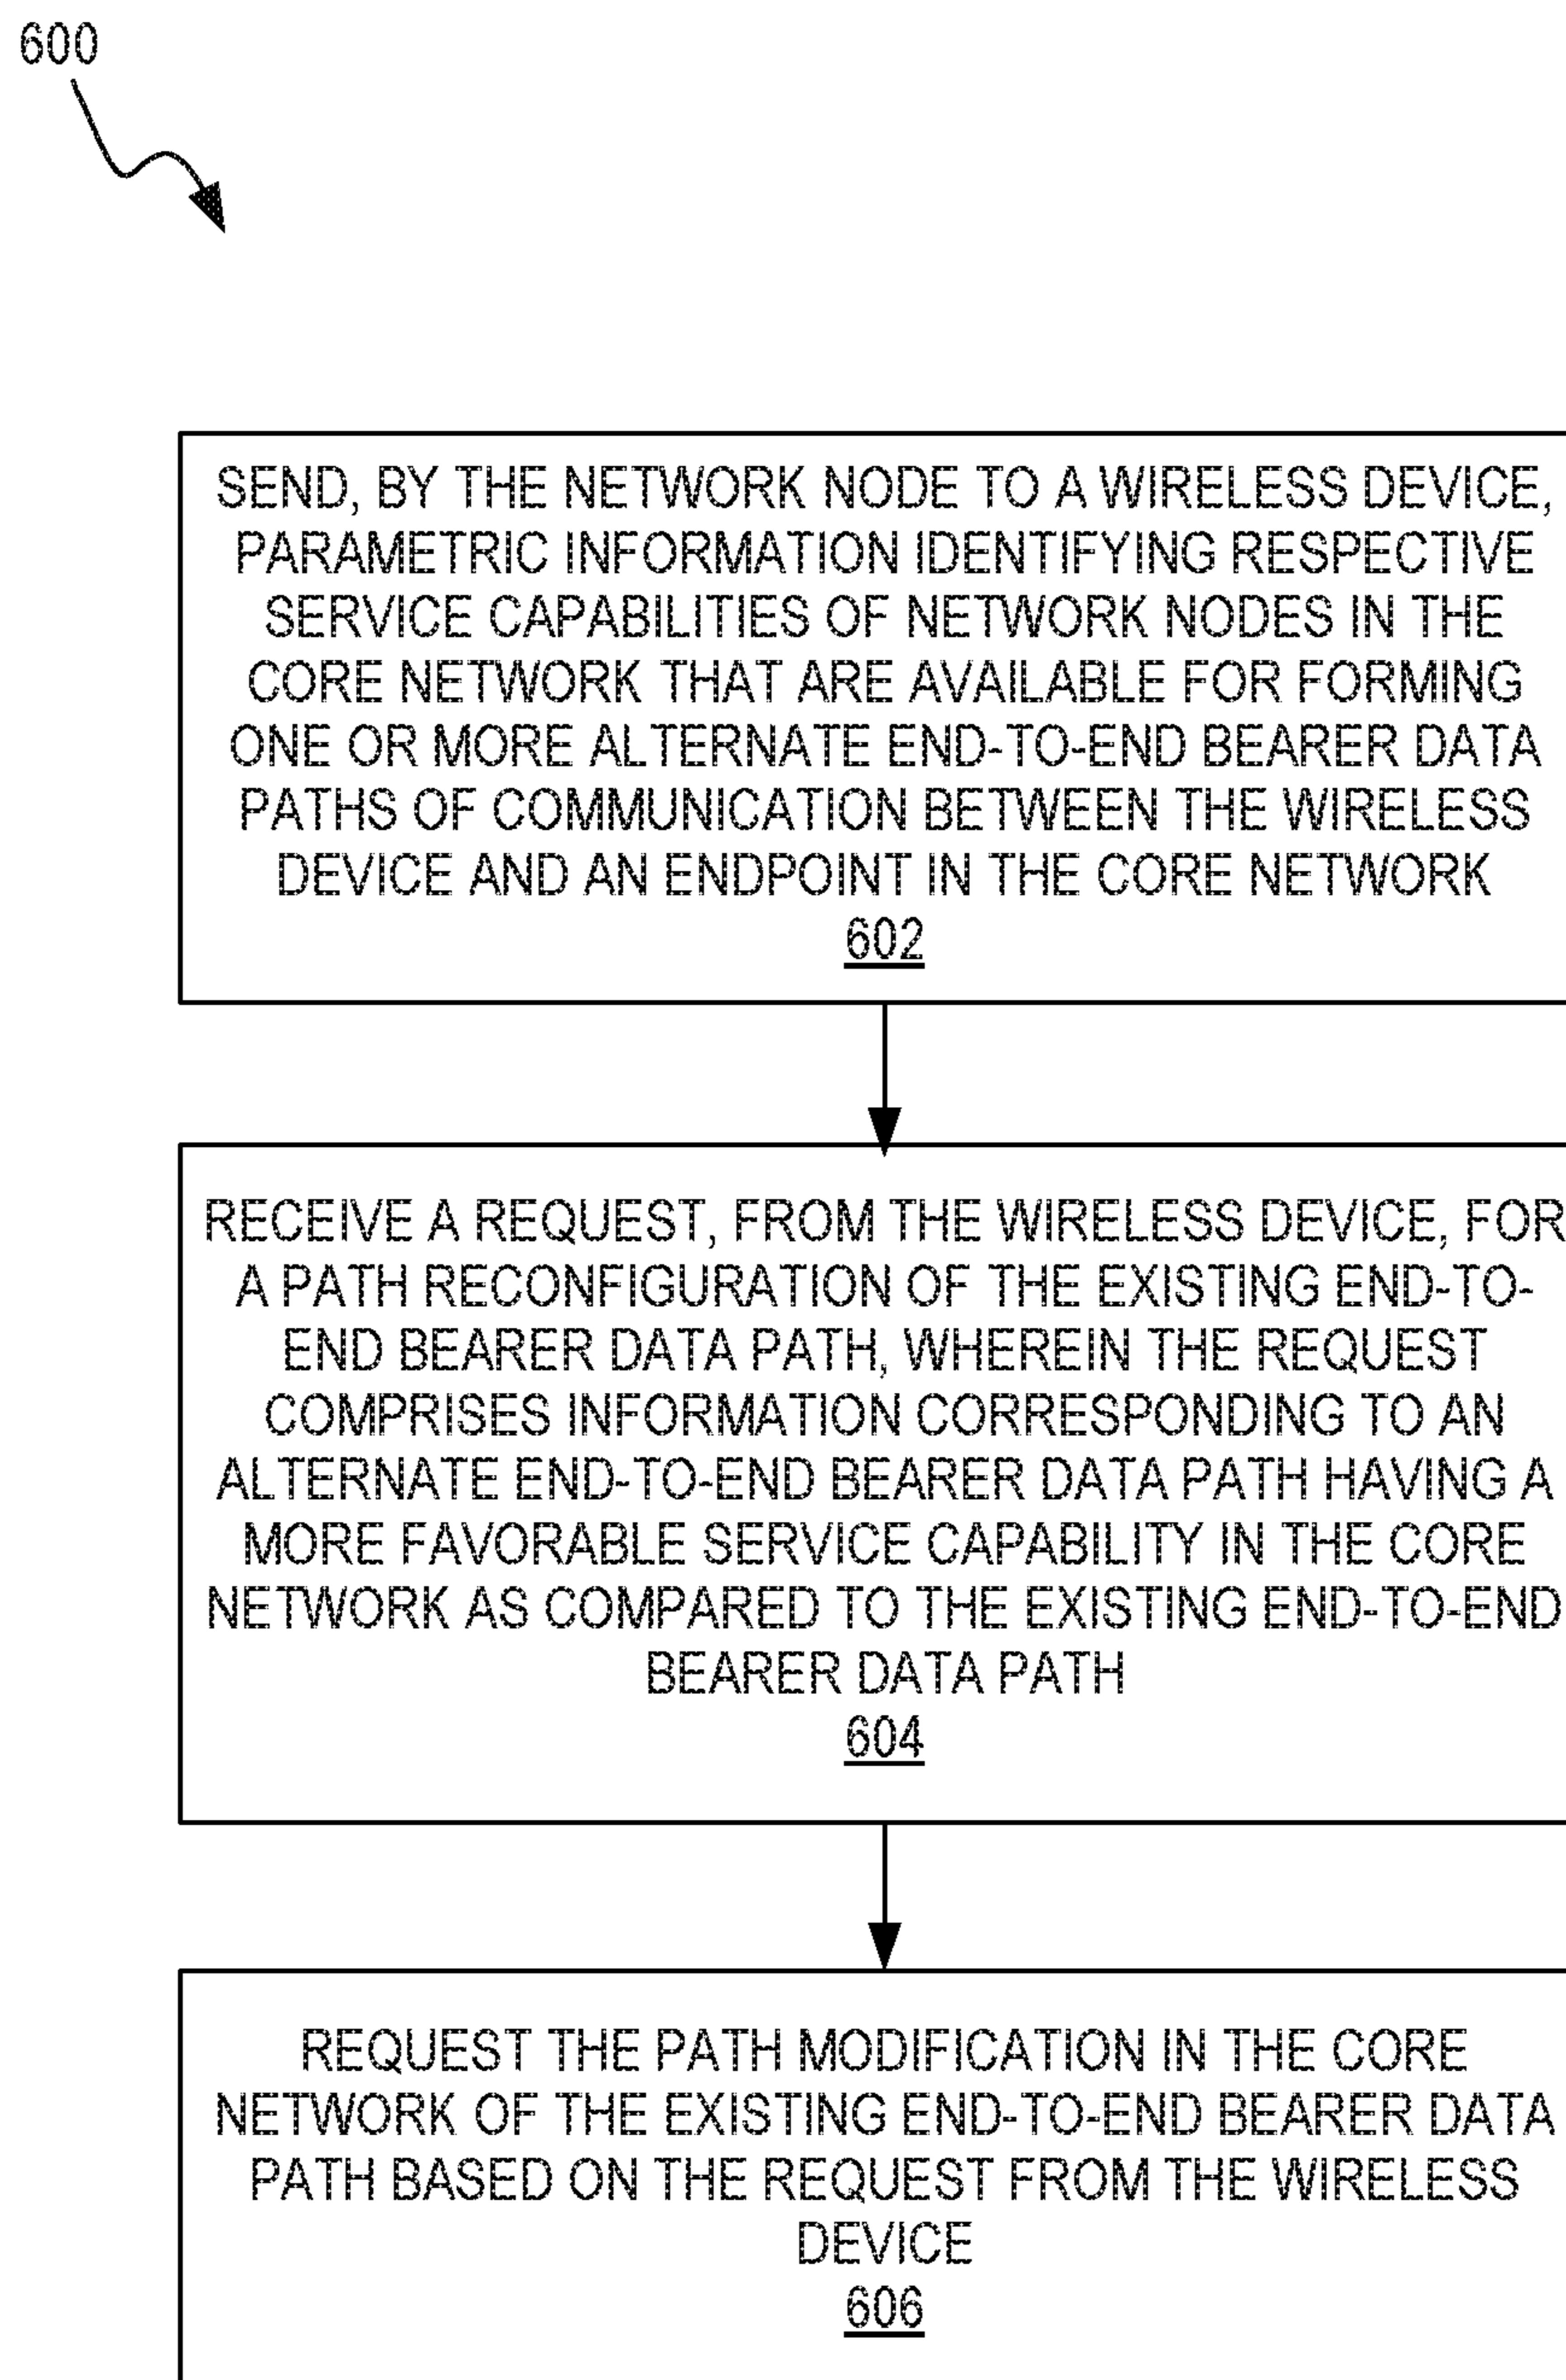 600
SEND, BY THE NETWORK NODE TO A WIRELESS DEVICE,
PARAMETRIC INFORMATION IDENTIFYING RESPECTIVE
SERVICE CAPABILITIES OF NETWORK NODES IN THE
CORE NETWORK THAT ARE AVAILABLE FOR FORMING
ONE OR MORE ALTERNATE END-TO-END BEARER DATA
PATHS OF COMMUNICATION BETWEEN THE WIRELESS
DEVICE AND AN ENDPOINT IN THE CORE NETWORK
602
RECEIVE A REQUEST, FROM THE WIRELESS DEVICE, FOR
A PATH RECONFIGURATION OF THE EXISTING END-TO-
END BEARER DATA PATH, WHEREIN THE REQUEST
COMPRISES INFORMATION CORRESPONDING TO AN
ALTERNATE END-TO-END BEARER DATA PATH HAVING A
MORE FAVORABLE SERVICE CAPABILITY IN THE CORE
NETWORK AS COMPARED TO THE EXISTING END-TO-END
BEARER DATA PATH
604
REQUEST THE PATH MODIFICATION IN THE CORE
NETWORK OF THE EXISTING END-TO-END BEARER DATA
PATH BASED ON THE REQUEST FROM THE WIRELESS
DEVICE
606